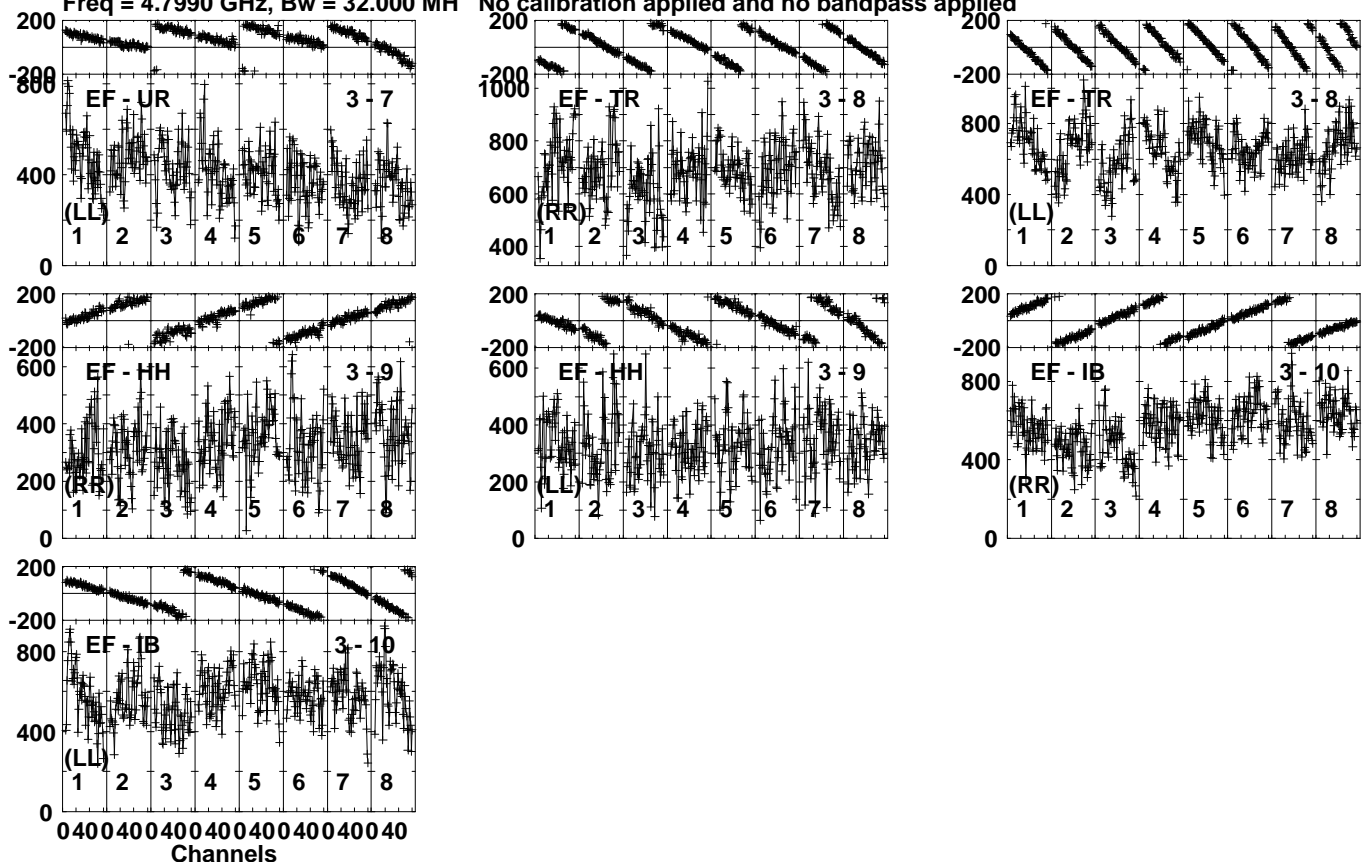 Freq = 4.7990 GHz, Bw = 32.000 MH No calibration applied and no bandpass applied
200 200 200
-200 -200 -200
800 EF - UR 3 - 7 1000 EF - TR 3 - 8 EF - TR 3 - 8
800 800
400 600 400
(LL) (RR) (LL)
400
1 2 3 4 5 6 7 8 1 2 3 4 5 6 7 8 1 2 3 4 5 6 7 8
0 0
200 200 200
-200 -200 -200
600 EF - HH 3 - 9 600 EF - HH 3 - 9 800 EF - IB 3 - 10
400 400 400
200 200
(RR) (LL) (RR)
1 2 3 4 5 6 7 8 1 2 3 4 5 6 7 8 1 2 3 4 5 6 7 8
0 0 0
200
-200
800 EF - IB 3 - 10
400
(LL)
1 2 3 4 5 6 7 8
0
0 40 0 40 0 40 0 40 0 40 0 40 0 40 0 40
Channels